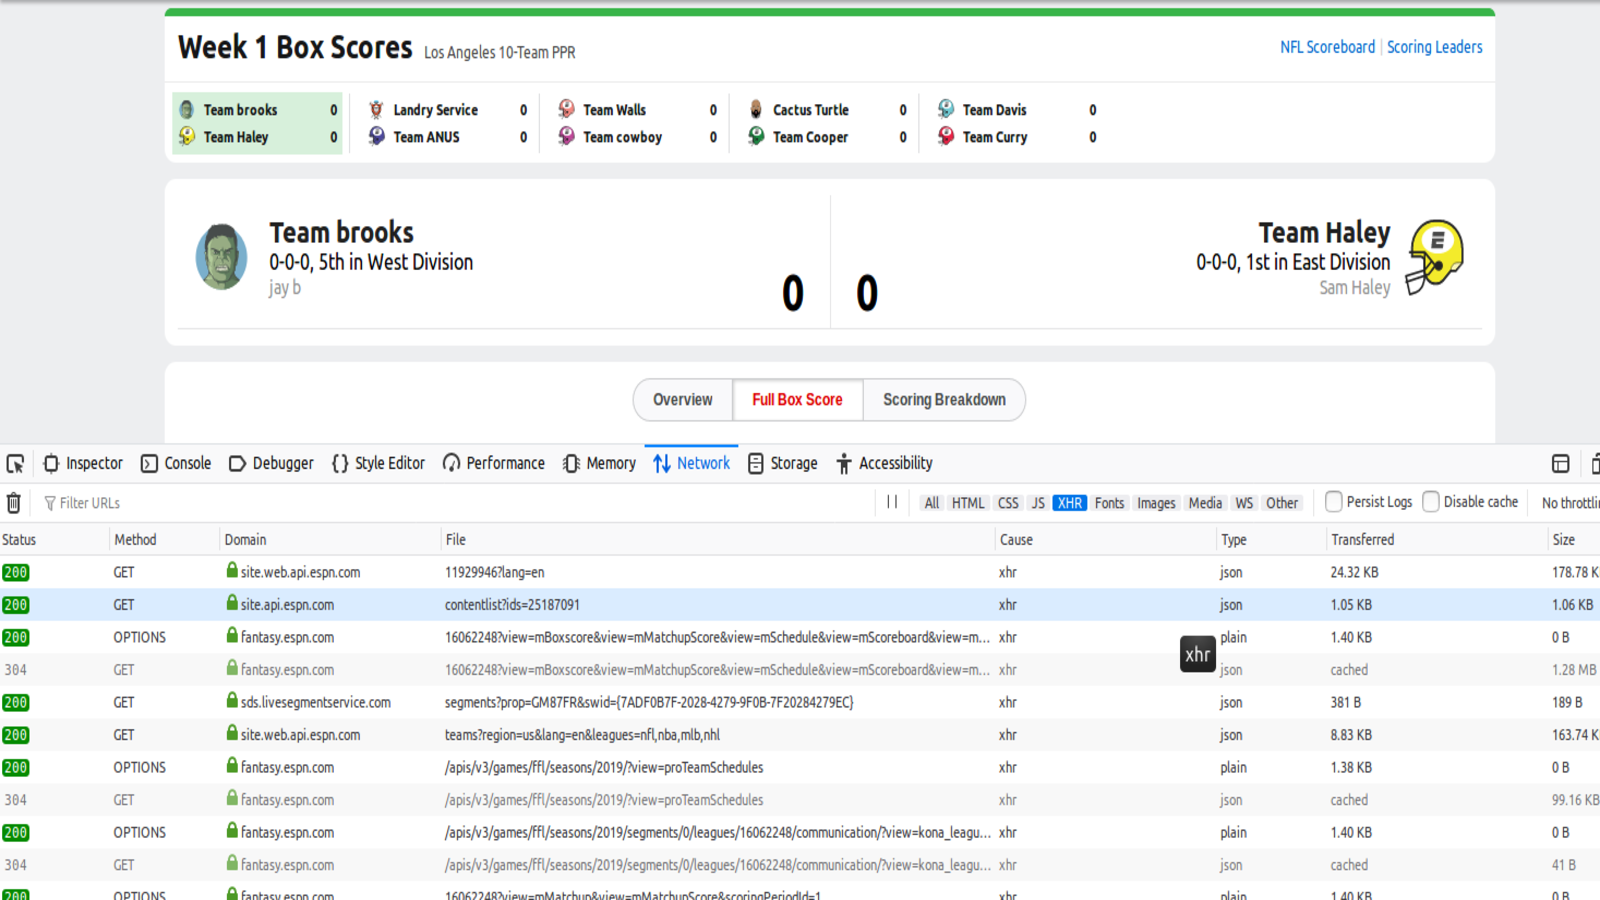 Week 1 Box Scores Los Angeles 10-Team PPR NFL Scoreboard Scoring Leaders
Team brooks 0 Landry Service 0 Team Walls 0 Cactus Turtle 0 Team Davis 0
Team Haley 0 Team ANUS 0 Team cowboy 0 Team Cooper 0 Team Curry 0
Team brooks Team Haley
0-0-0, 5th in West Division 0-0-0, 1st in East Division
jay b Sam Haley
0 0
Overview Full Box Score Scoring Breakdown
Inspector Console Debugger {} Style Editor Performance Memory Network Storage Accessibility
Filter URLs All HTML CSS JS XHR Fonts Images Media WS Other Persist Logs Disable cache No throttli
Status Method Domain File Cause Type Transferred Size
200 GET site.web.api.espn.com 11929946?lang=en xhr json 24.32 KB 178.78 K
200 GET site.api.espn.com contentlist?ids=25187091 xhr json 1.05 KB 1.06 KB
200 OPTIONS fantasy.espn.com 16062248?view=mBoxscore&view=mMatchupScore&view=mSchedule&view=mScoreboard&view=m... xhr plain 1.40 KB 0 B
xhr
304 GET fantasy.espn.com 16062248?view=mBoxscore&view=mMatchupScore&view=mSchedule&view=mScoreboard&view=m... xhr json cached 1.28 MB
200 GET sds.livesegmentservice.com segments?prop=GM87FR&swid={7ADF0B7F-2028-4279-9F0B-7F20284279EC} xhr json 381 B 189 B
200 GET site.web.api.espn.com teams?region=us&lang=en&leagues=nfl,nba,mlb,nhl xhr json 8.83 KB 163.74 K
200 OPTIONS fantasy.espn.com /apis/v3/games/ffl/seasons/2019/?view=proTeamSchedules xhr plain 1.38 KB 0 B
304 GET fantasy.espn.com /apis/v3/games/ffl/seasons/2019/?view=proTeamSchedules xhr json cached 99.16 KB
200 OPTIONS fantasy.espn.com /apis/v3/games/ffl/seasons/2019/segments/0/leagues/16062248/communication/?view=kona_leagu... xhr plain 1.40 KB 0 B
304 GET fantasy.espn.com /apis/v3/games/ffl/seasons/2019/segments/0/leagues/16062248/communication/?view=kona_leagu... xhr json cached 41 B
200 OPTIONS fantasy.espn.com 16062248?view=mMatchup&view=mMatchupScore&scoringPeriodId=1 xhr plain 1.40 KB 0 B